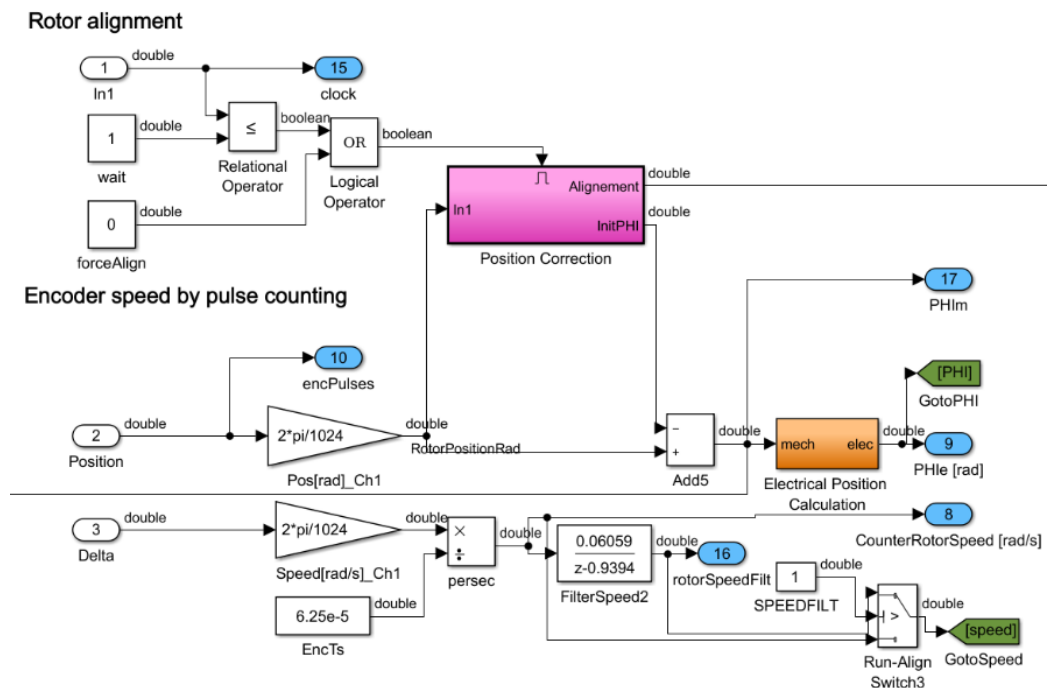 Rotor alignment
double
1
In1
15
clock
1
double
wait
≤
boolean
Relational
Operator
OR
boolean
Logical
Operator
0
double
forceAlign
In1
Alignement
double
InitPHI
double
Position Correction
Encoder speed by pulse counting
17
PHIm
10
encPulses
[PHI]
GotoPHI
2
double
Position
2*pi/1024
double
RotorPositionRad
Pos[rad]_Ch1
−
+
double
Add5
mech elec
double
Electrical Position
Calculation
9
PHIe [rad]
3
double
Delta
2*pi/1024
double
Speed[rad/s]_Ch1
×
÷
double
persec
8
CounterRotorSpeed [rad/s]
0.06059
z-0.9394
double
FilterSpeed2
16
rotorSpeedFilt
6.25e-5
double
EncTs
1
SPEEDFILT
>
double
Run-Align
Switch3
[speed]
GotoSpeed